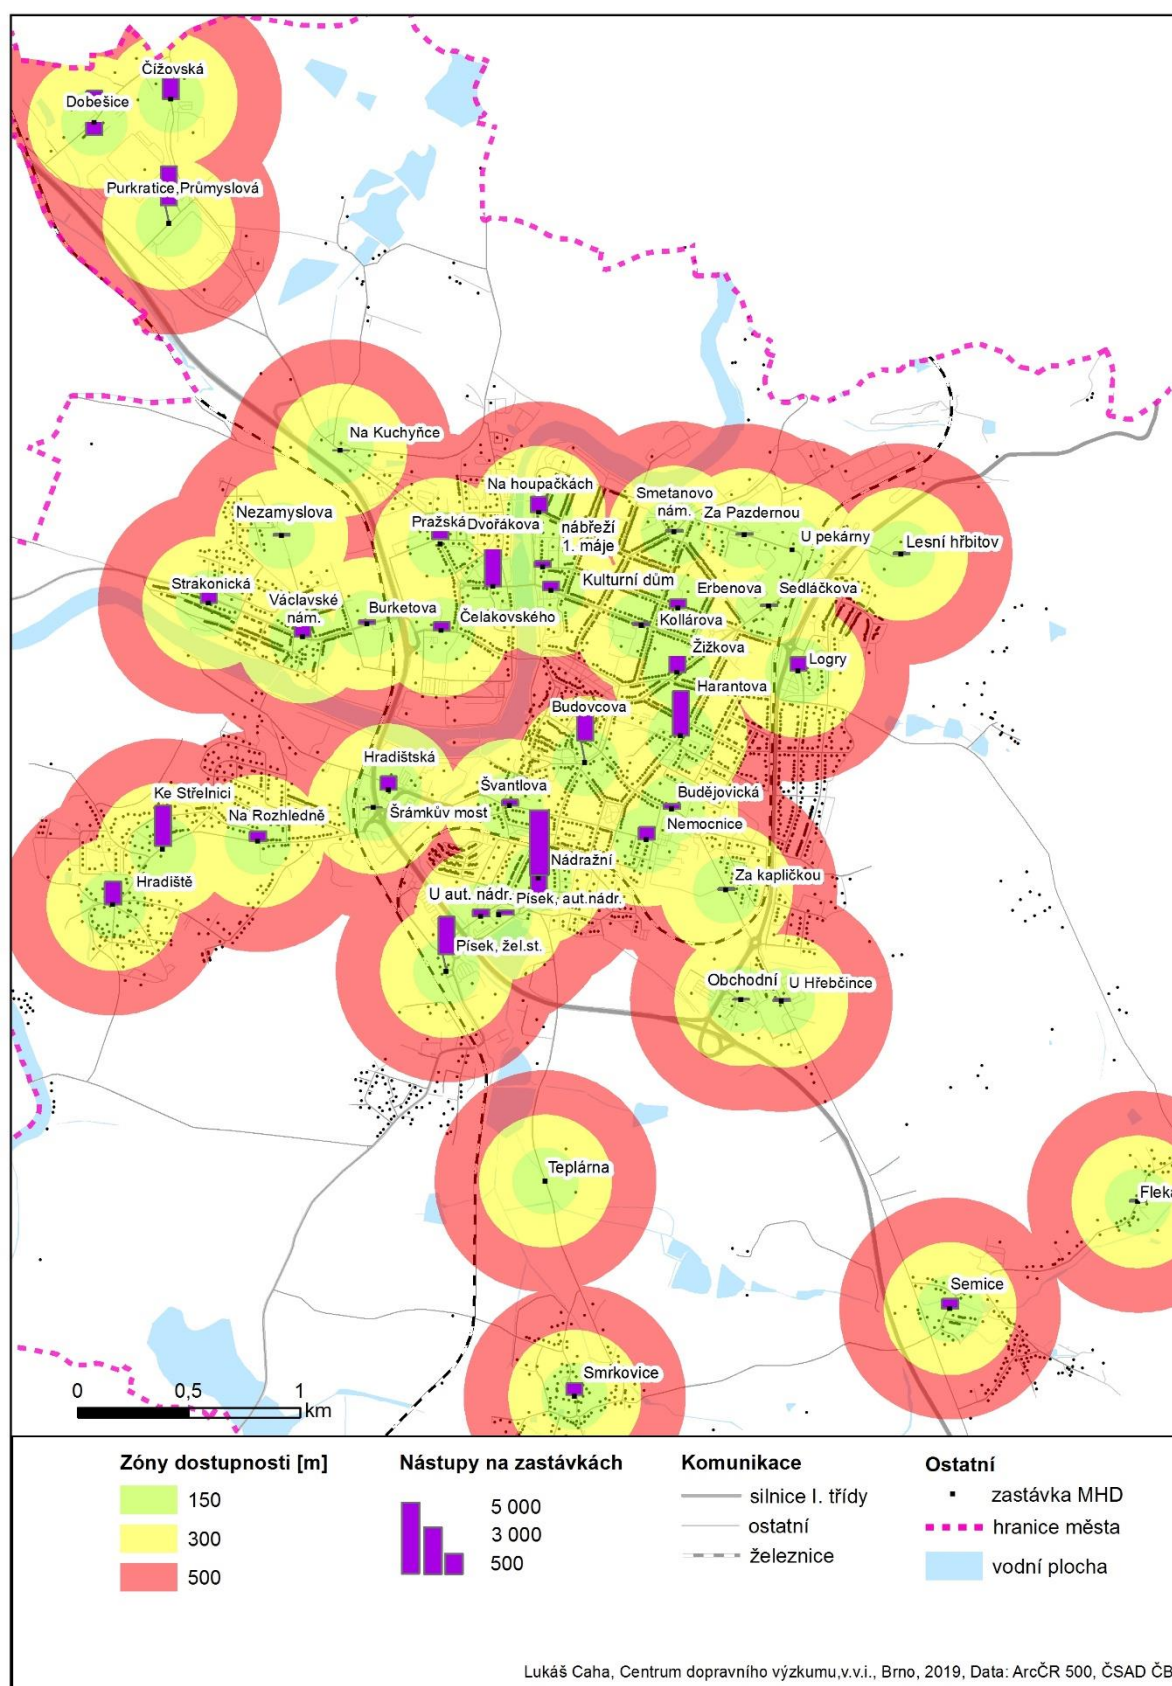 Čížovská
Dobešice
Purkratice,Průmyslová
Na Kuchyňce
Na houpačkách
Nezamyslova
Pražská
Dvořákova
nábřeží
1. máje
Smetanovo
nám.
Za Pazdernou
U pekárny
Lesní hřbitov
Strakonická
Václavské
nám.
Burketova
Čelakovského
Kulturní dům
Erbenova
Sedláčkova
Kollárova
Žižkova
Logry
Harantova
Budovcova
Hradištská
Ke Střelnici
Švantlova
Budějovická
Na Rozhledně
Šrámkův most
Nemocnice
Nádražní
Za kapličkou
Hradiště
U aut. nádr.
Písek, aut.nádr.
Písek, žel.st.
Obchodní
U Hřebčince
Teplárna
Fleka
Semice
Smrkovice
0 0,5 1
km
Zóny dostupnosti [m]
150
300
500
Nástupy na zastávkách
5 000
3 000
500
Komunikace
silnice I. třídy
ostatní
železnice
Ostatní
zastávka MHD
hranice města
vodní plocha
Lukáš Caha, Centrum dopravního výzkumu,v.v.i., Brno, 2019, Data: ArcČR 500, ČSAD ČB